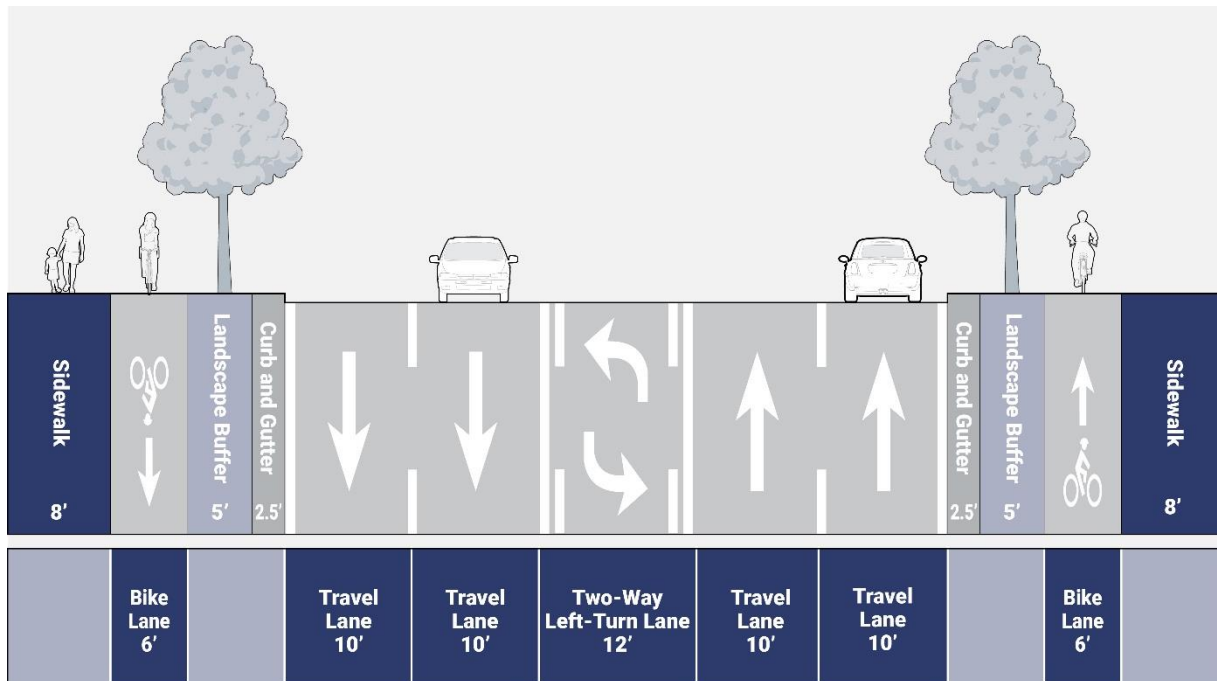 Sidewalk
8’
Landscape Buffer
5’
Curb and Gutter
2.5’
Curb and Gutter
2.5’
Landscape Buffer
5’
Sidewalk
8’
Bike
Lane
6’
Travel
Lane
10’
Travel
Lane
10’
Two-Way
Left-Turn Lane
12’
Travel
Lane
10’
Travel
Lane
10’
Bike
Lane
6’